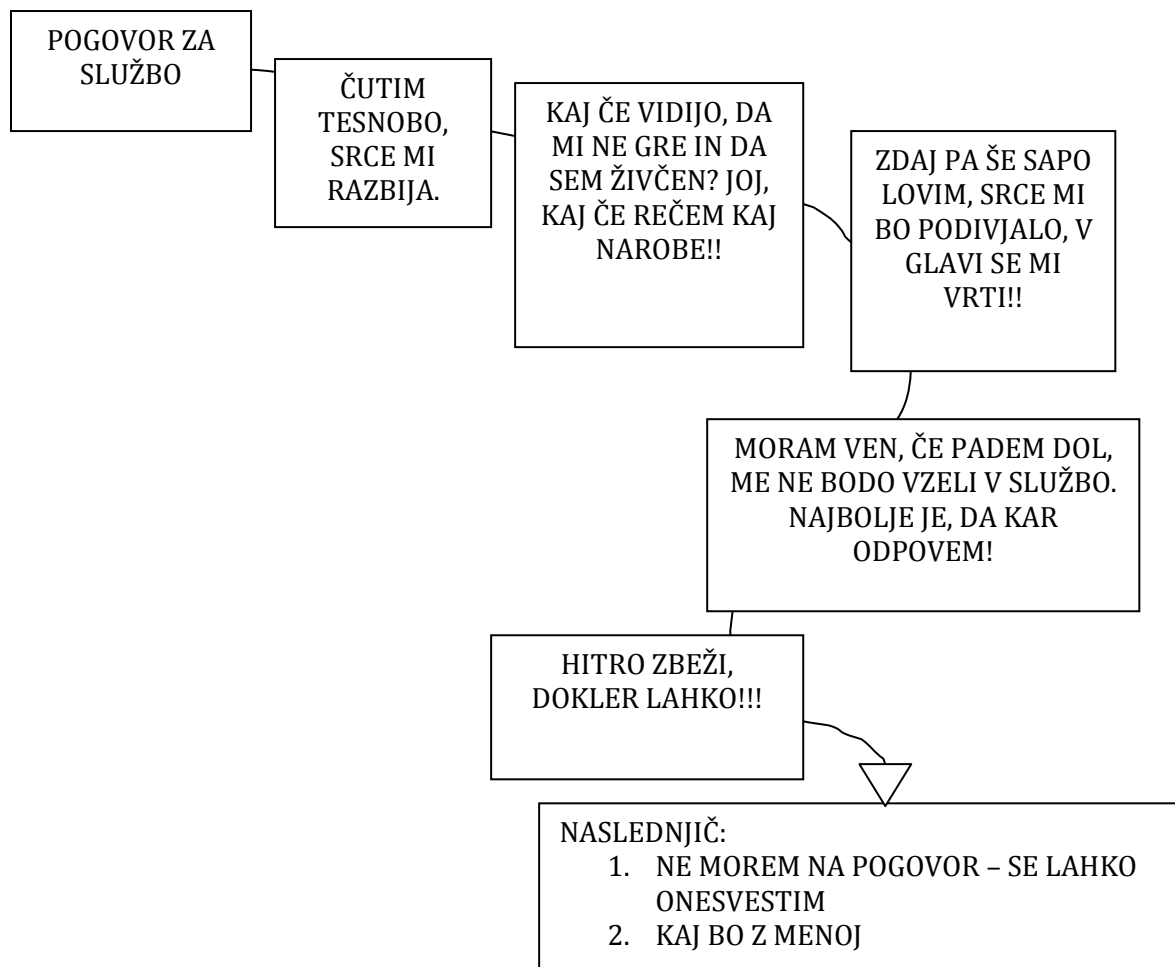 POGOVOR ZA
SLUŽBO
ČUTIM
TESNOBO,
SRCE MI
RAZBIJA.
KAJ ČE VIDIJO, DA
MI NE GRE IN DA
SEM ŽIVČEN? JOJ,
KAJ ČE REČEM KAJ
NAROBE!!
ZDAJ PA ŠE SAPO
LOVIM, SRCE MI
BO PODIVJALO, V
GLAVI SE MI
VRTI!!
MORAM VEN, ČE PADEM DOL,
ME NE BODO VZELI V SLUŽBO.
NAJBOLJE JE, DA KAR
ODPOVEM!
HITRO ZBEŽI,
DOKLER LAHKO!!!
NASLEDNJIČ:
1. NE MOREM NA POGOVOR – SE LAHKO
ONESVESTIM
2. KAJ BO Z MENOJ